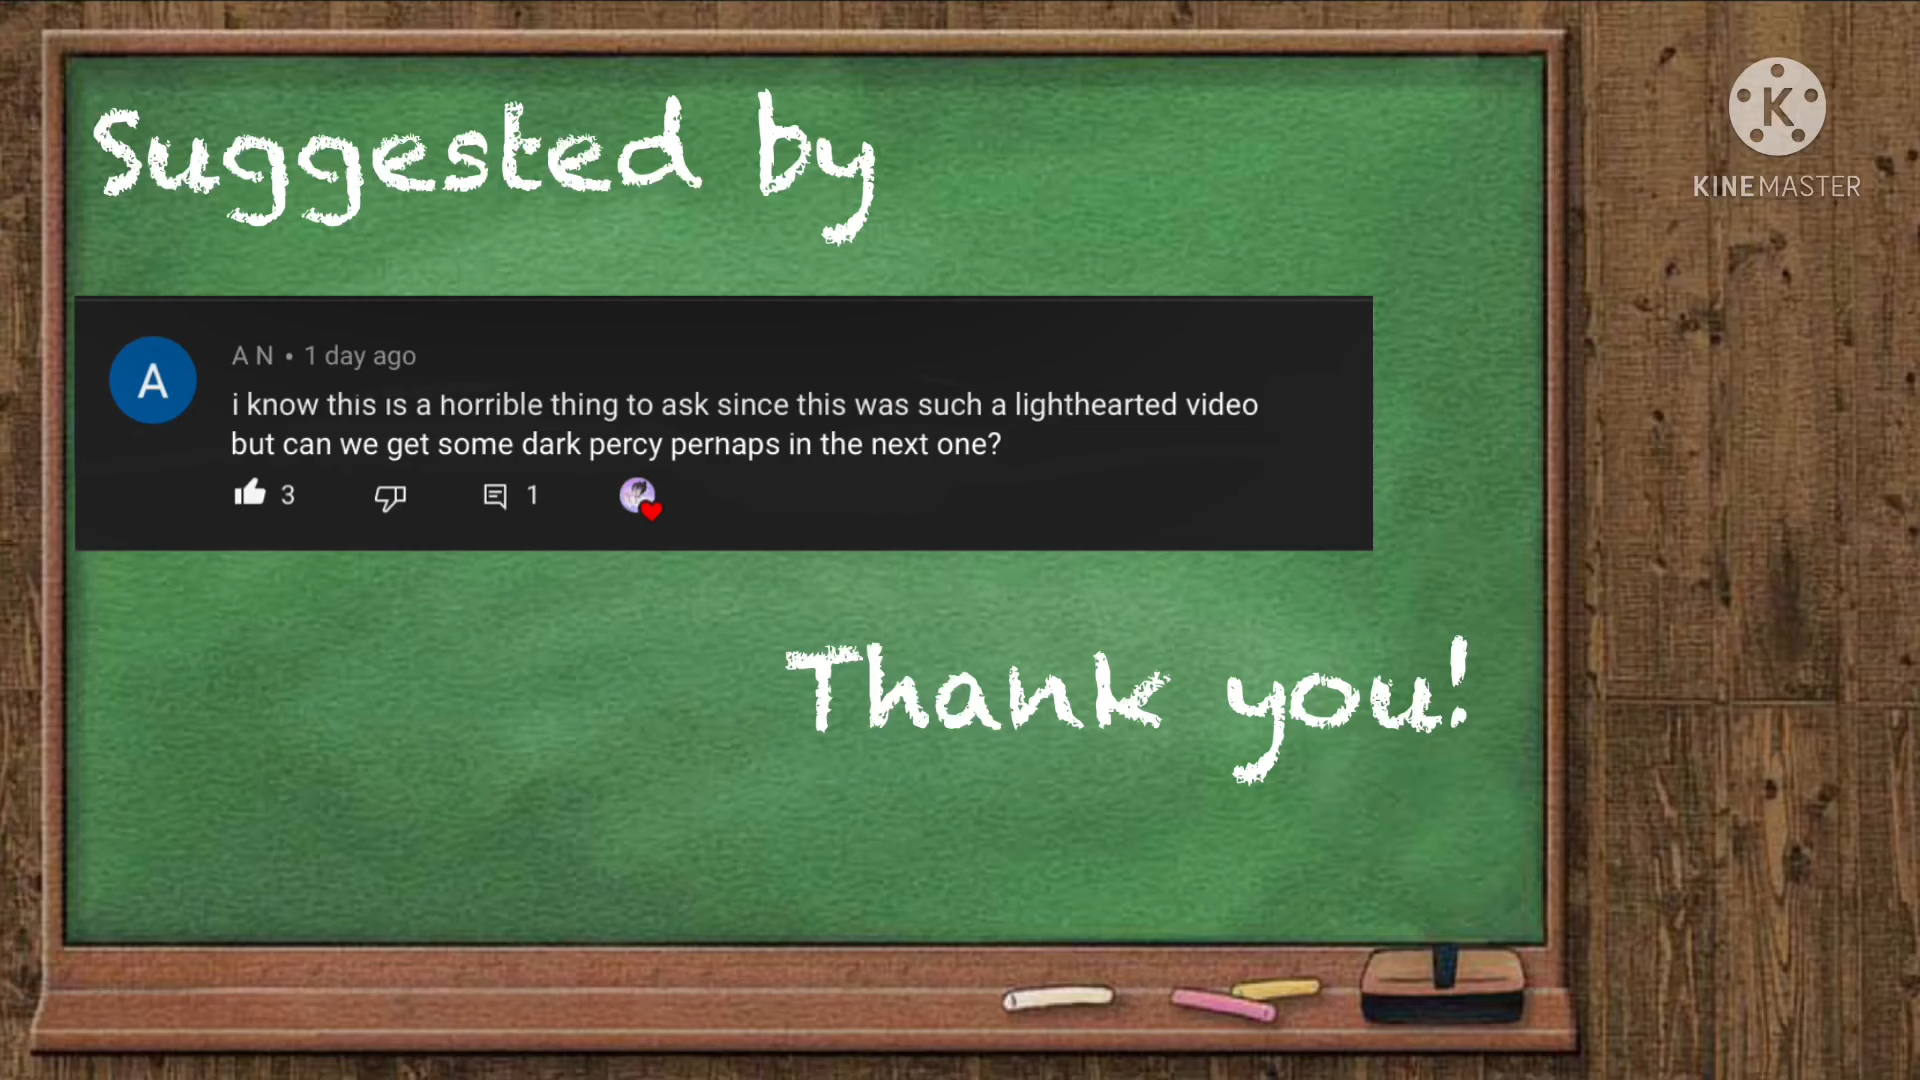 Suggested by
K
KINEMASTER
A
A N • 1 day ago
i know this is a horrible thing to ask since this was such a lighthearted video
but can we get some dark percy perhaps in the next one?
3
1
Thank you!